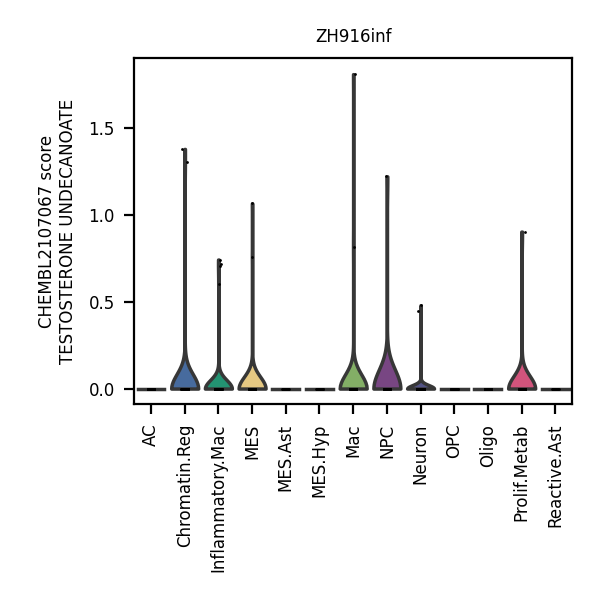 ZH916inf
CHEMBL2107067 score
TESTOSTERONE UNDECANOATE
1.5
1.0
0.5
0.0
AC
Chromatin.Reg
Inflammatory.Mac
MES
MES.Ast
MES.Hyp
Mac
NPC
Neuron
OPC
Oligo
Prolif.Metab
Reactive.Ast